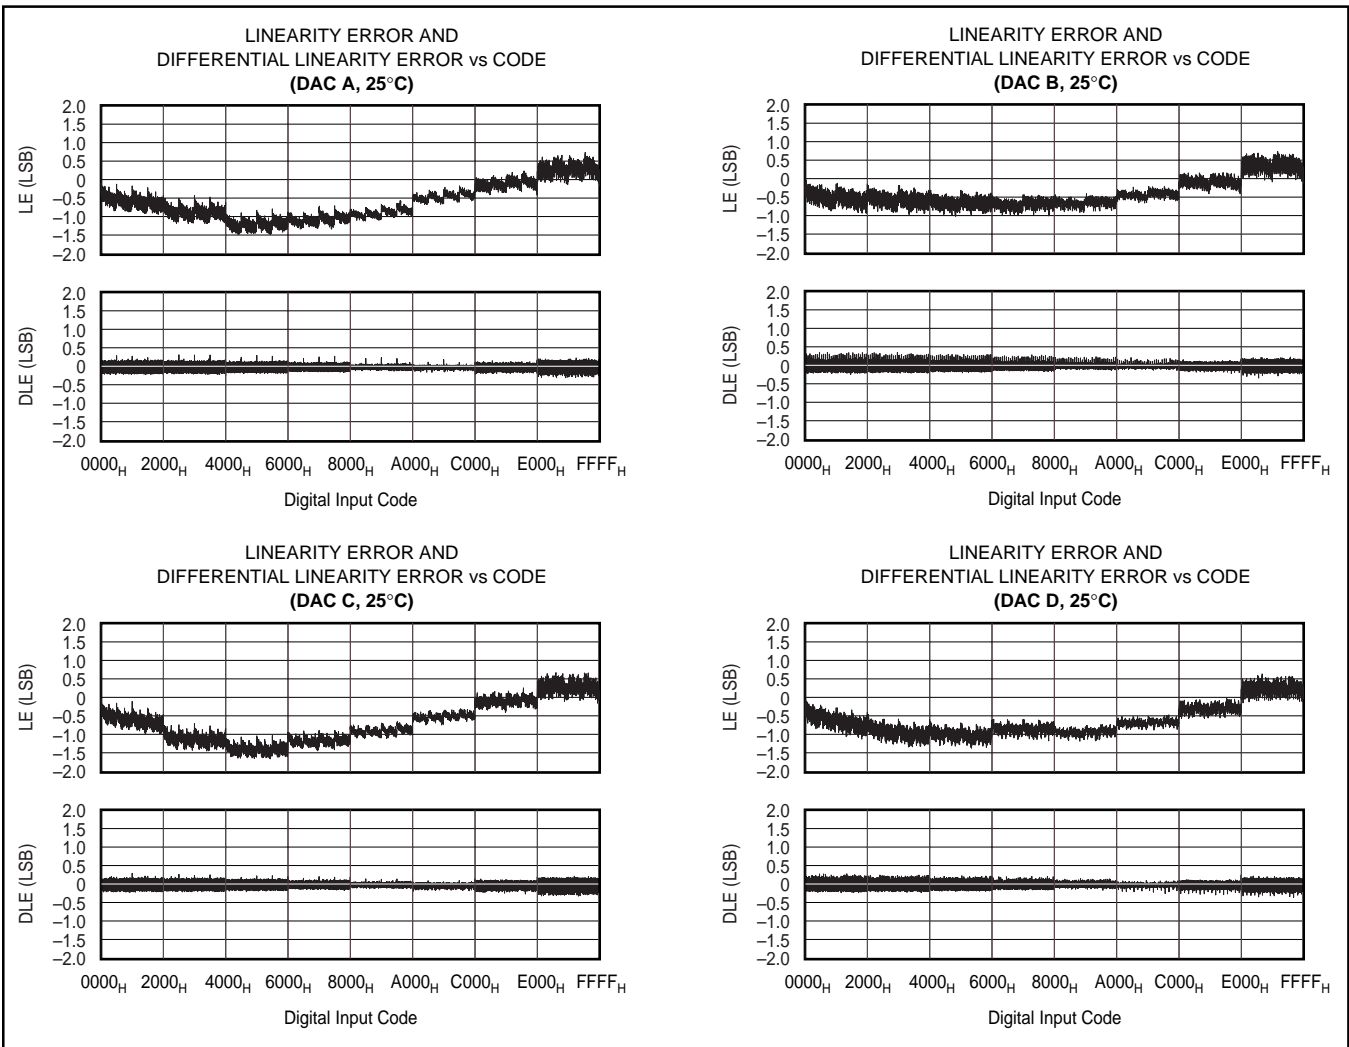 LINEARITY ERROR AND
DIFFERENTIAL LINEARITY ERROR vs CODE
(DAC A, 25°C)
LE (LSB)
2.0
1.5
1.0
0.5
0
–0.5
–1.0
–1.5
–2.0
DLE (LSB)
2.0
1.5
1.0
0.5
0
–0.5
–1.0
–1.5
–2.0
0000H 2000H 4000H 6000H 8000H A000H C000H E000H FFFFH
Digital Input Code
LINEARITY ERROR AND
DIFFERENTIAL LINEARITY ERROR vs CODE
(DAC B, 25°C)
LE (LSB)
2.0
1.5
1.0
0.5
0
–0.5
–1.0
–1.5
–2.0
DLE (LSB)
2.0
1.5
1.0
0.5
0
–0.5
–1.0
–1.5
–2.0
0000H 2000H 4000H 6000H 8000H A000H C000H E000H FFFFH
Digital Input Code
LINEARITY ERROR AND
DIFFERENTIAL LINEARITY ERROR vs CODE
(DAC C, 25°C)
LE (LSB)
2.0
1.5
1.0
0.5
0
–0.5
–1.0
–1.5
–2.0
DLE (LSB)
2.0
1.5
1.0
0.5
0
–0.5
–1.0
–1.5
–2.0
0000H 2000H 4000H 6000H 8000H A000H C000H E000H FFFFH
Digital Input Code
LINEARITY ERROR AND
DIFFERENTIAL LINEARITY ERROR vs CODE
(DAC D, 25°C)
LE (LSB)
2.0
1.5
1.0
0.5
0
–0.5
–1.0
–1.5
–2.0
DLE (LSB)
2.0
1.5
1.0
0.5
0
–0.5
–1.0
–1.5
–2.0
0000H 2000H 4000H 6000H 8000H A000H C000H E000H FFFFH
Digital Input Code